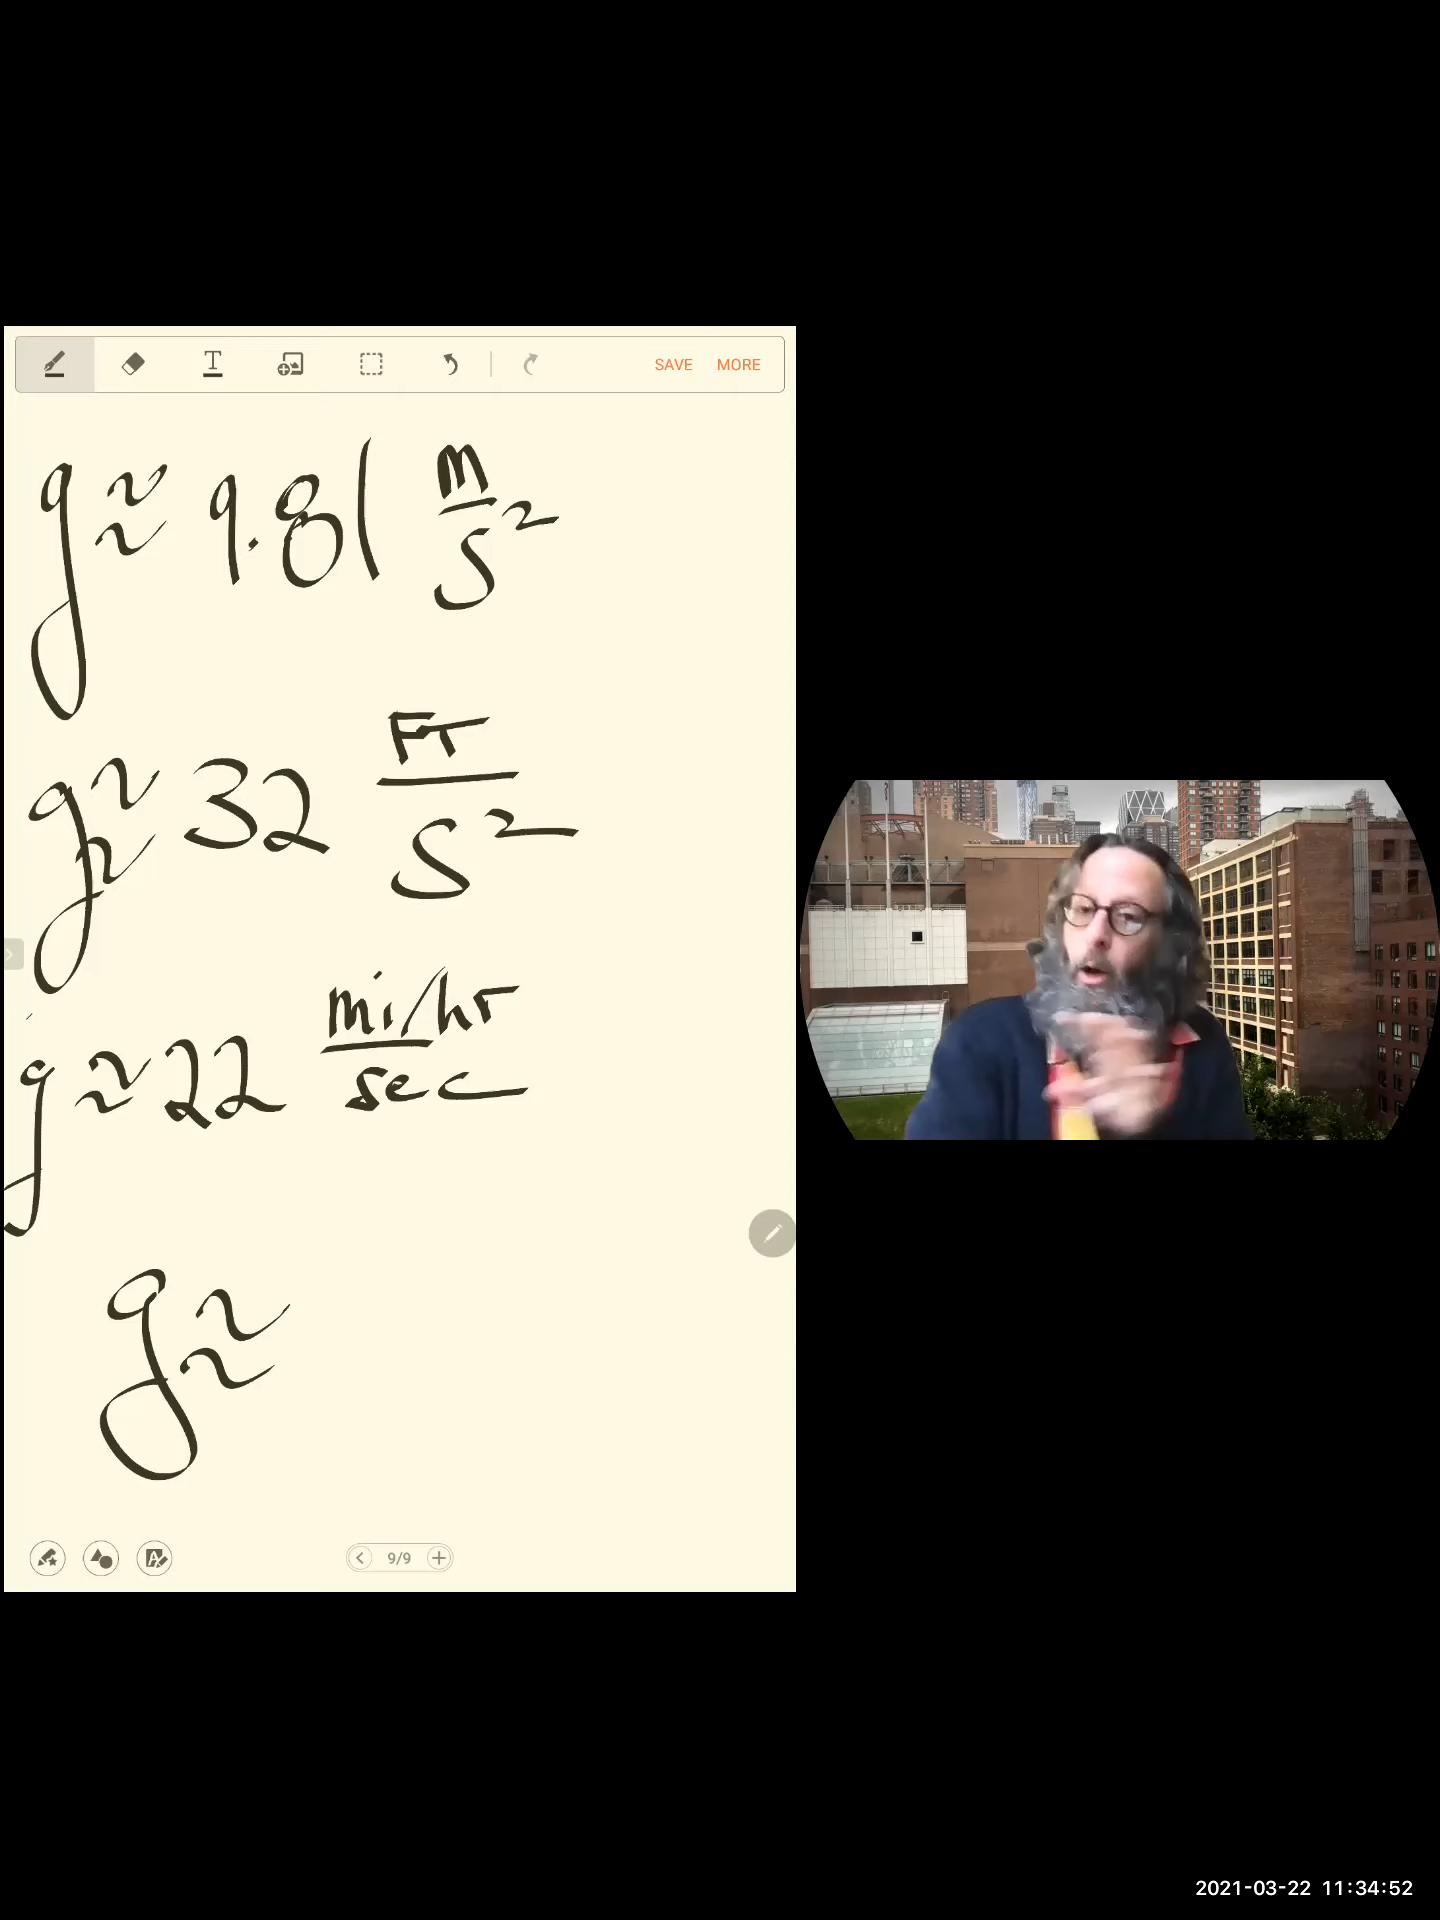 SAVE MORE
g ≈ 9.81 m/s²
g ≈ 32 FT/s²
g ≈ 22 mi/hr/sec
g ≈
9/9
2021-03-22 11:34:52